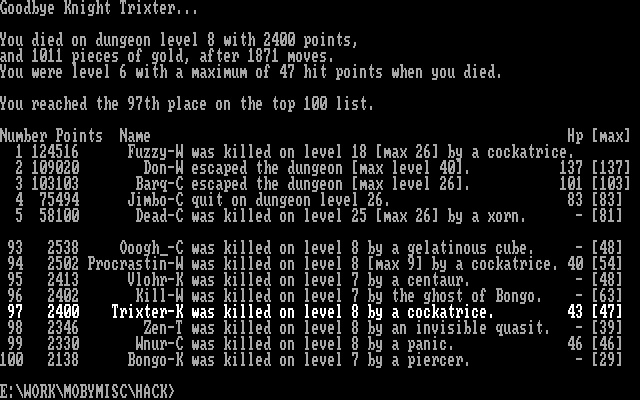 Goodbye Knight Trixter...
You died on dungeon level 8 with 2400 points,
and 1011 pieces of gold, after 1871 moves.
You were level 6 with a maximum of 47 hit points when you died.
You reached the 97th place on the top 100 list.
Number Points  Name                                                   Hp [max]
  1 124516      Fuzzy-W was killed on level 18 [max 26] by a cockatrice.
  2 109020        Don-W escaped the dungeon [max level 40].          137 [137]
  3 103103       Barq-C escaped the dungeon [max level 26].          101 [103]
  4  75494      Jimbo-C quit on dungeon level 26.                     83 [83]
  5  58100       Dead-C was killed on level 25 [max 26] by a xorn.     - [81]
 93   2538     Ooogh_-C was killed on level 8 by a gelatinous cube.    - [48]
 94   2502 Procrastin-W was killed on level 8 [max 9] by a cockatrice. 40 [54]
 95   2413      Vlohr-K was killed on level 7 by a centaur.            - [48]
 96   2402       Kill-W was killed on level 7 by the ghost of Bongo.   - [63]
 97   2400    Trixter-K was killed on level 8 by a cockatrice.        43 [47]
 98   2346        Zen-T was killed on level 8 by an invisible quasit.  - [39]
 99   2330       Wnur-C was killed on level 8 by a panic.             46 [46]
100   2138      Bongo-K was killed on level 7 by a piercer.            - [29]
E:\WORK\MOBYMISC\HACK>